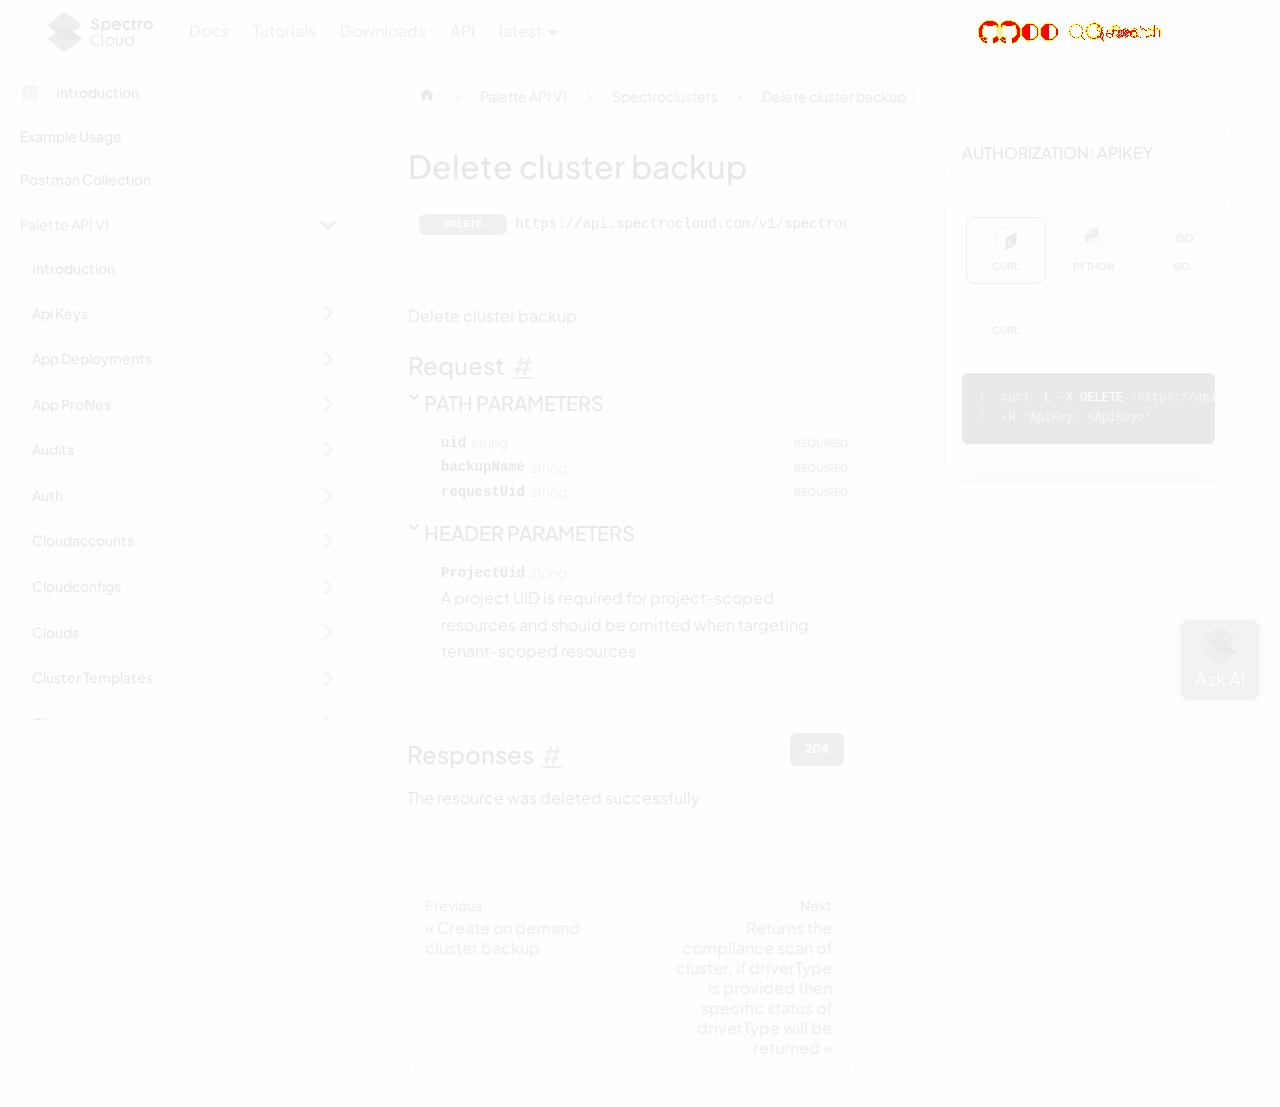 Spectro Cloud Docs Tutorials Downloads API latest Search
Introduction
Palette API V1 Spectroclusters Delete cluster backup
Example Usage
AUTHORIZATION: APIKEY
Delete cluster backup
Postman Collection
Palette API V1
DELETE https://api.spectrocloud.com/v1/spectroc
CURL PYTHON GO
Introduction
Api Keys
Delete cluster backup
CURL
App Deployments
Request #
App Profiles
PATH PARAMETERS
1 curl -L -X DELETE 'https://api
2 -H 'ApiKey: <ApiKey>'
Audits
uid string REQUIRED
backupName string REQUIRED
Auth
requestUid string REQUIRED
Cloudaccounts
HEADER PARAMETERS
Cloudconfigs
ProjectUid string
A project UID is required for project-scoped
resources and should be omitted when targeting
tenant-scoped resources
Clouds
Cluster Templates
Ask AI
Responses #
204
The resource was deleted successfully
Previous
« Create on demand
cluster backup
Next
Returns the
compliance scan of
cluster, if driverType
is provided then
specific status of
driverType will be
returned »